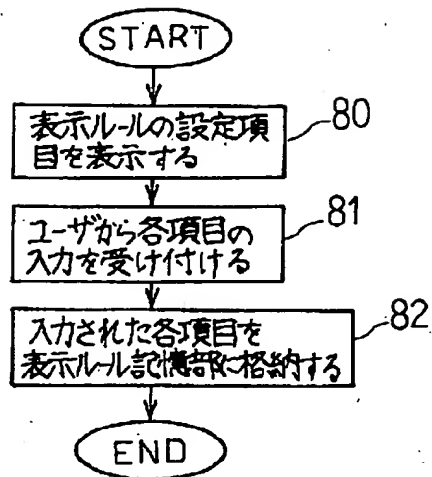 START
表示ルールの設定項
目を表示する
80
ユーザから各項目の
入力を受け付ける
81
入力された各項目を
表示ルール記憶部に格納する
82
END